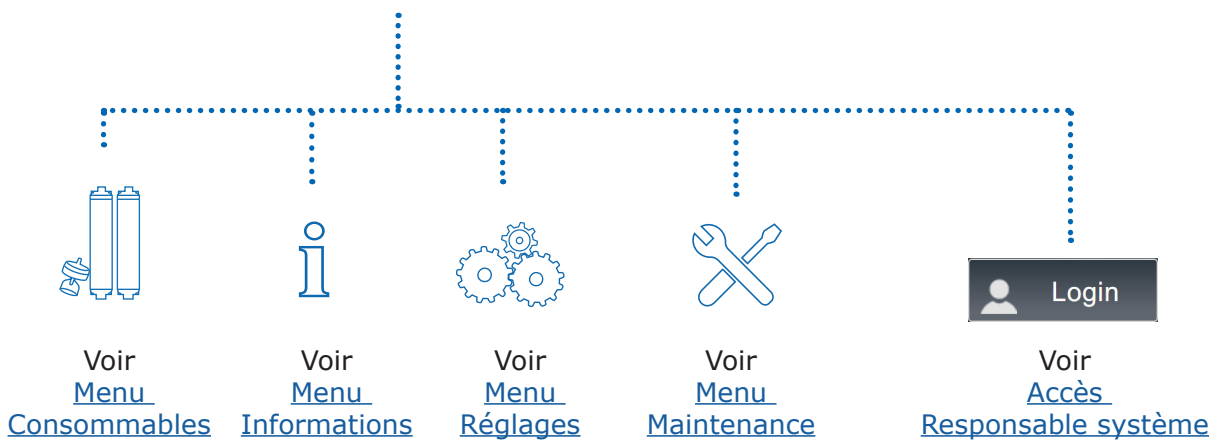 Login
Voir
Menu
Consommables
Voir
Menu
Informations
Voir
Menu
Réglages
Voir
Menu
Maintenance
Voir
Accès
Responsable système